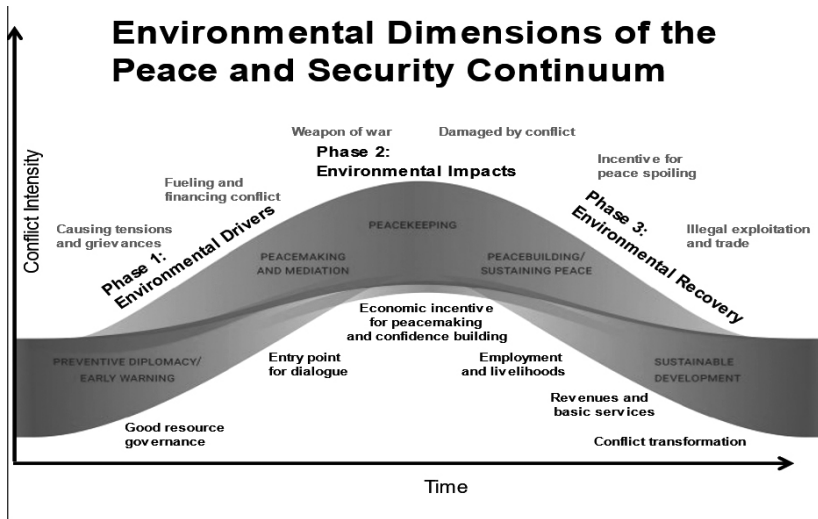 Environmental Dimensions of the
Peace and Security Continuum
Conflict Intensity
Weapon of war
Damaged by conflict
Phase 2:
Environmental Impacts
Fueling and
financing conflict
Incentive for
peace spoiling
Causing tensions
and grievances
Phase 1:
Environmental Drivers
Phase 3:
Environmental Recovery
Illegal exploitation
and trade
PEACEKEEPING
PEACEMAKING
AND MEDIATION
PEACEBUILDING/
SUSTAINING PEACE
PREVENTIVE DIPLOMACY/
EARLY WARNING
SUSTAINABLE
DEVELOPMENT
Economic incentive
for peacemaking
and confidence building
Entry point
for dialogue
Employment
and livelihoods
Good resource
governance
Revenues and
basic services
Conflict transformation
Time